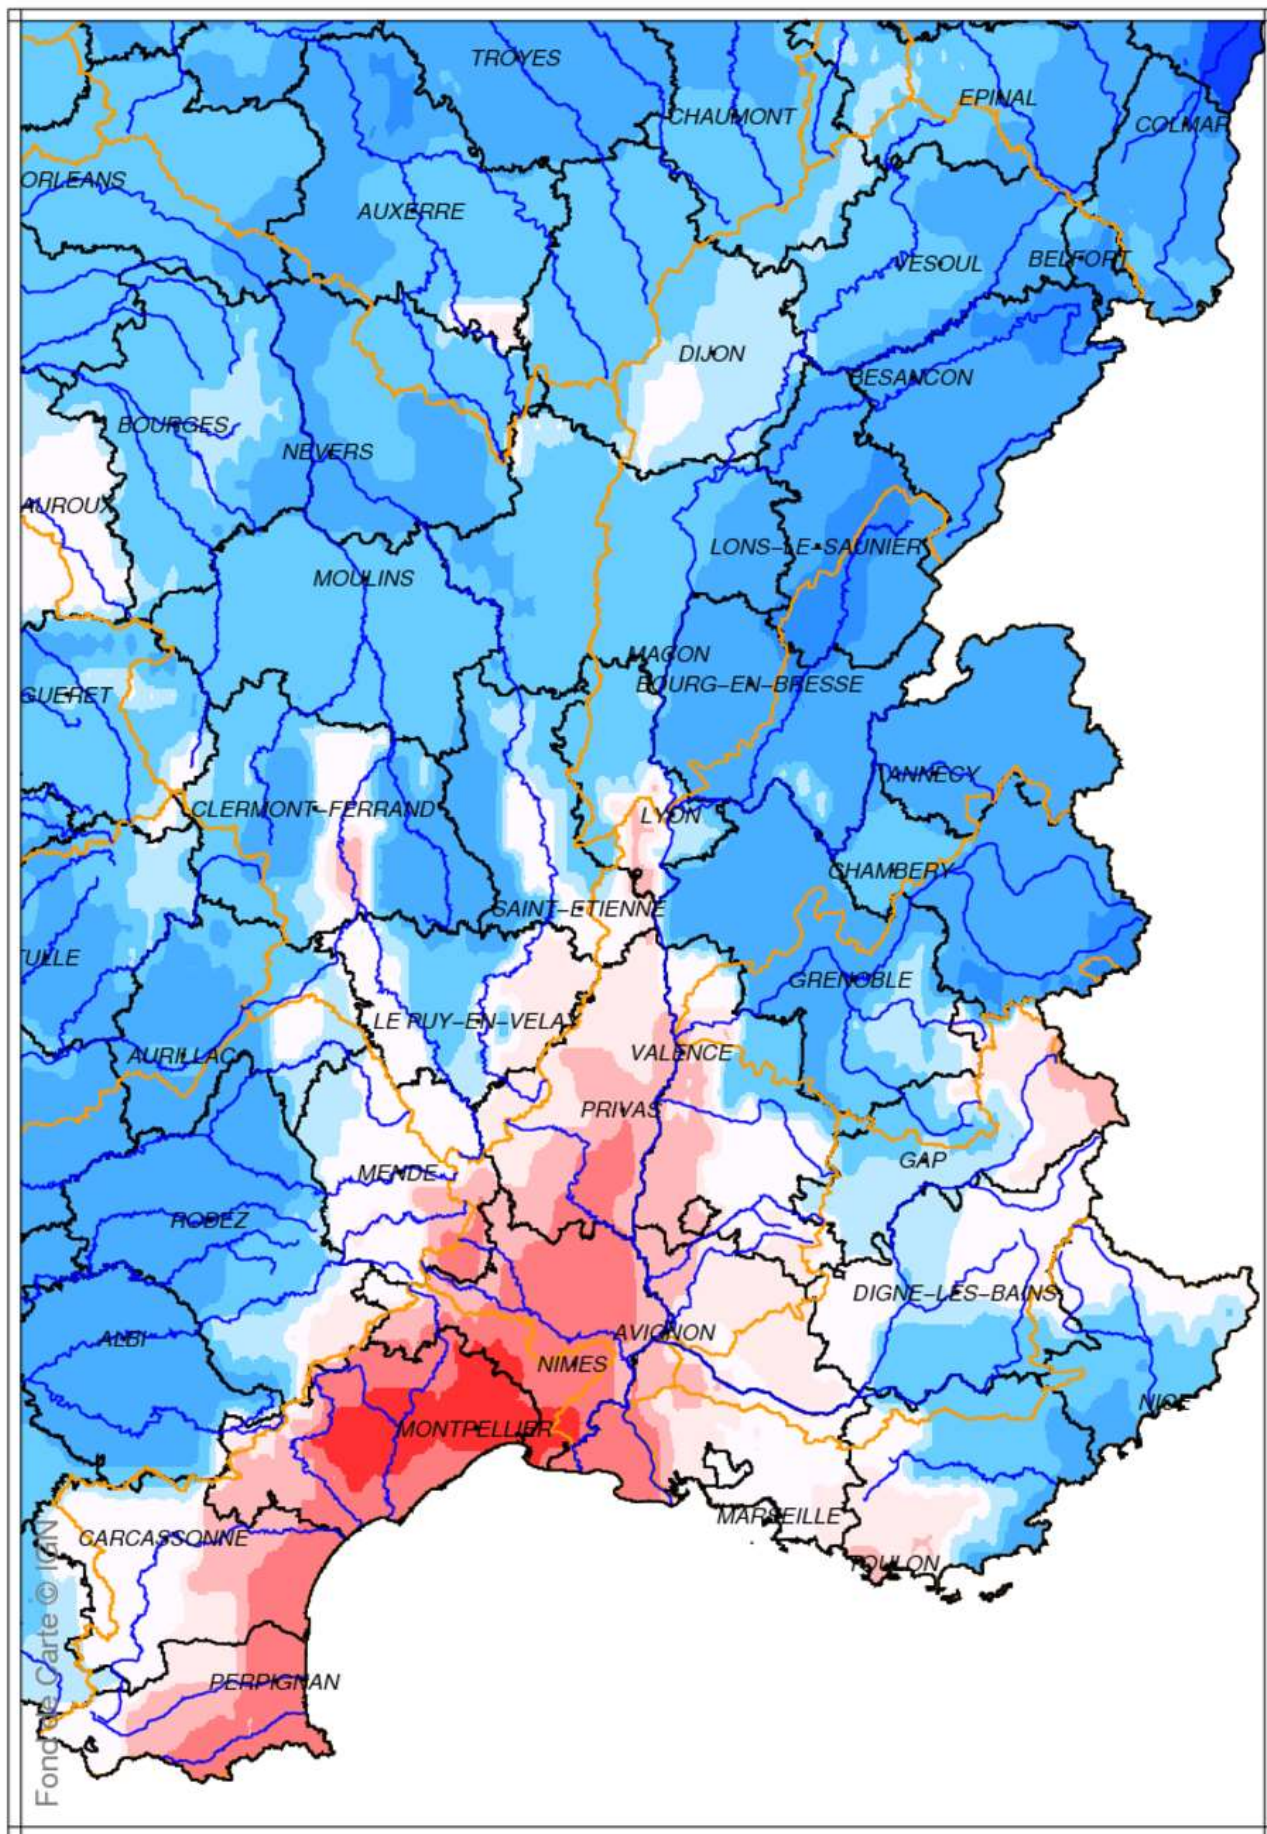 TROYES
CHAUMONT
EPINAL
COLMAR
ORLEANS
AUXERRE
VESOUL
BELFORT
DIJON
BESANCON
BOURGES
NEVERS
AUROUX
LONS-LE-SAUNIER
MOULINS
MACON
BOURG-EN-BRESSE
GUERET
ANNECY
CLERMONT-FERRAND
LYON
CHAMBERY
SAINT-ETIENNE
TULLE
GRENOBLE
LE PUY-EN-VELAY
VALENCE
AURILLAC
PRIVAS
GAP
MENDE
RODEZ
DIGNE-LES-BAINS
ALBI
AVIGNON
NIMES
NICE
MONTPELLIER
MARSEILLE
CARCASSONNE
TOULON
PERPIGNAN
Fond de Carte © IGN